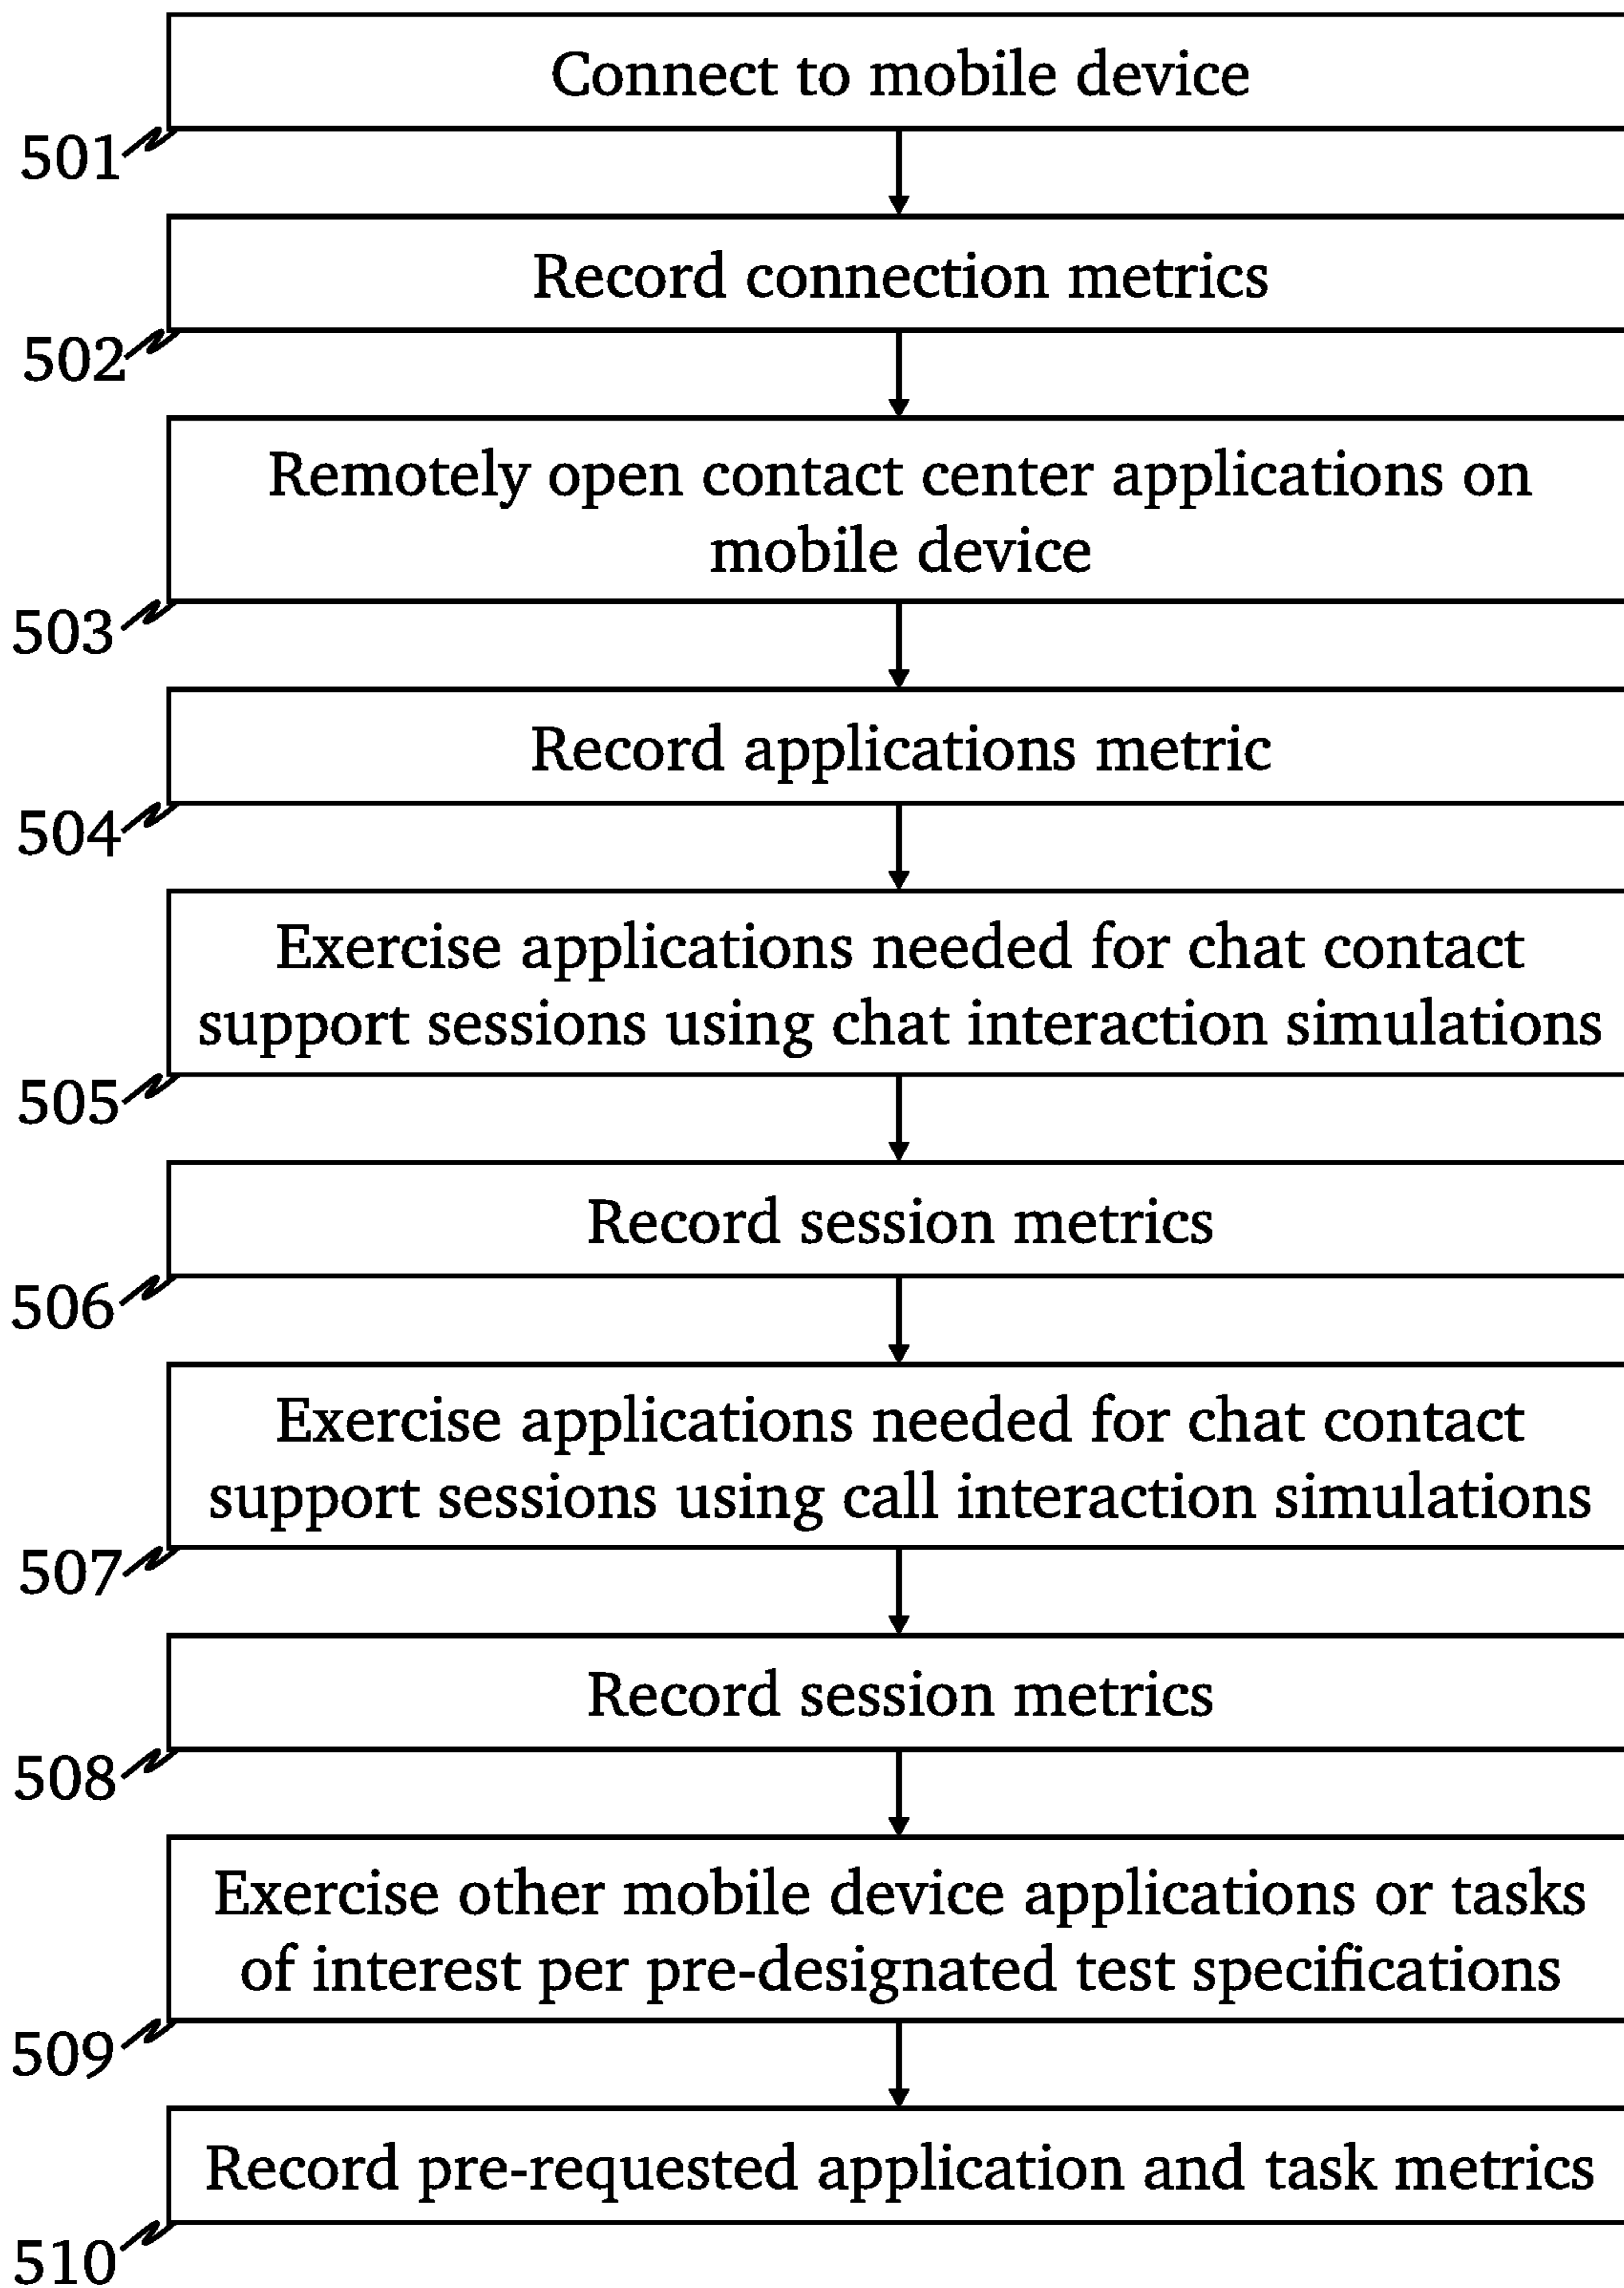 Connect to mobile device
501
Record connection metrics
502
Remotely open contact center applications on
mobile device
503
Record applications metric
504
Exercise applications needed for chat contact
support sessions using chat interaction simulations
505
Record session metrics
506
Exercise applications needed for chat contact
support sessions using call interaction simulations
507
Record session metrics
508
Exercise other mobile device applications or tasks
of interest per pre-designated test specifications
509
Record pre-requested application and task metrics
510